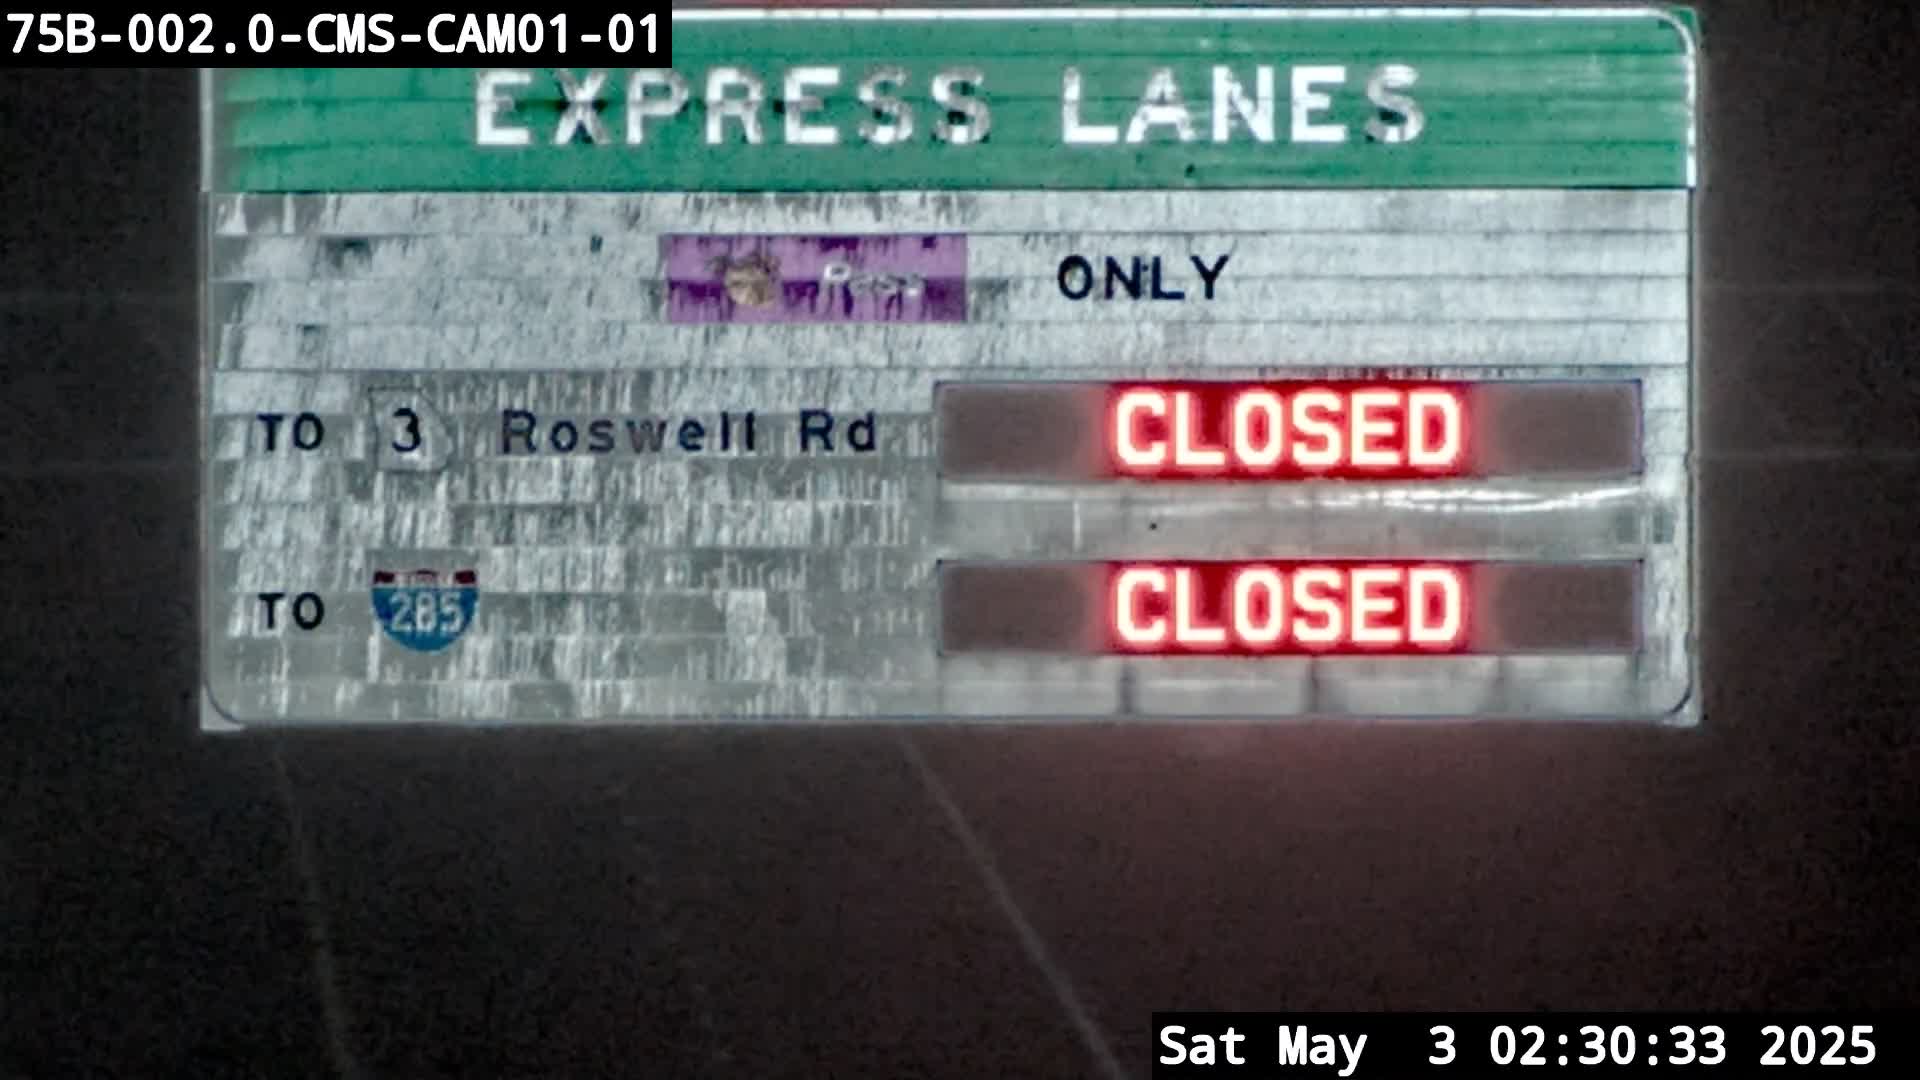 75B-002.0-CMS-CAM01-01
EXPRESS LANES
Pass ONLY
TO 3 Roswell Rd CLOSED
TO 285 CLOSED
Sat May 3 02:30:33 2025